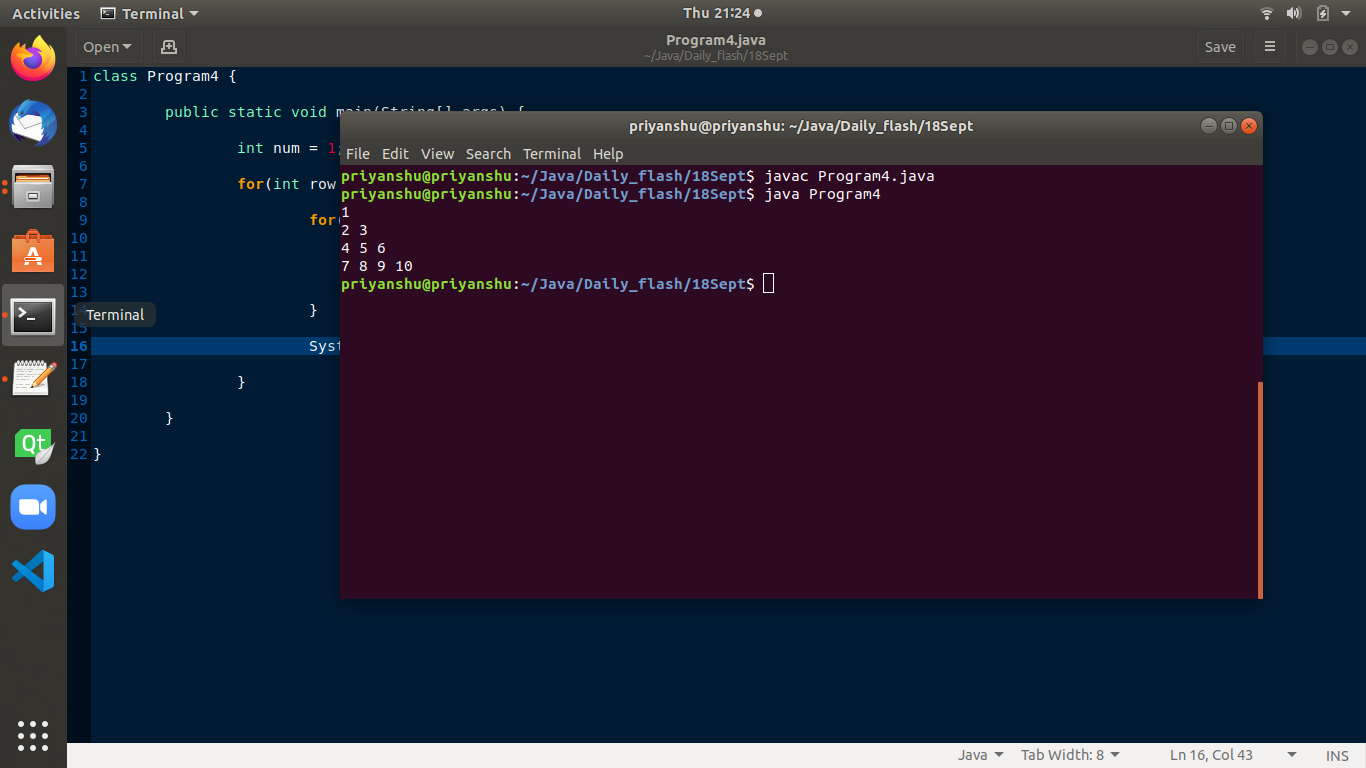 Activities Terminal Thu 21:24
Open Program4.java Save
~/Java/Daily_flash/18Sept
1 class Program4 {
2
3 public static void main(String[] args) {
4
5 int num = 1;
6
7 for(int row
8
9 for(
10
11
12
13
14 }
15
16 Syst
17
18 }
19
20 }
21
22 }
Terminal
priyanshu@priyanshu: ~/Java/Daily_flash/18Sept
File Edit View Search Terminal Help
priyanshu@priyanshu:~/Java/Daily_flash/18Sept$ javac Program4.java
priyanshu@priyanshu:~/Java/Daily_flash/18Sept$ java Program4
1
2 3
4 5 6
7 8 9 10
priyanshu@priyanshu:~/Java/Daily_flash/18Sept$
Qt
Java Tab Width: 8 Ln 16, Col 43 INS